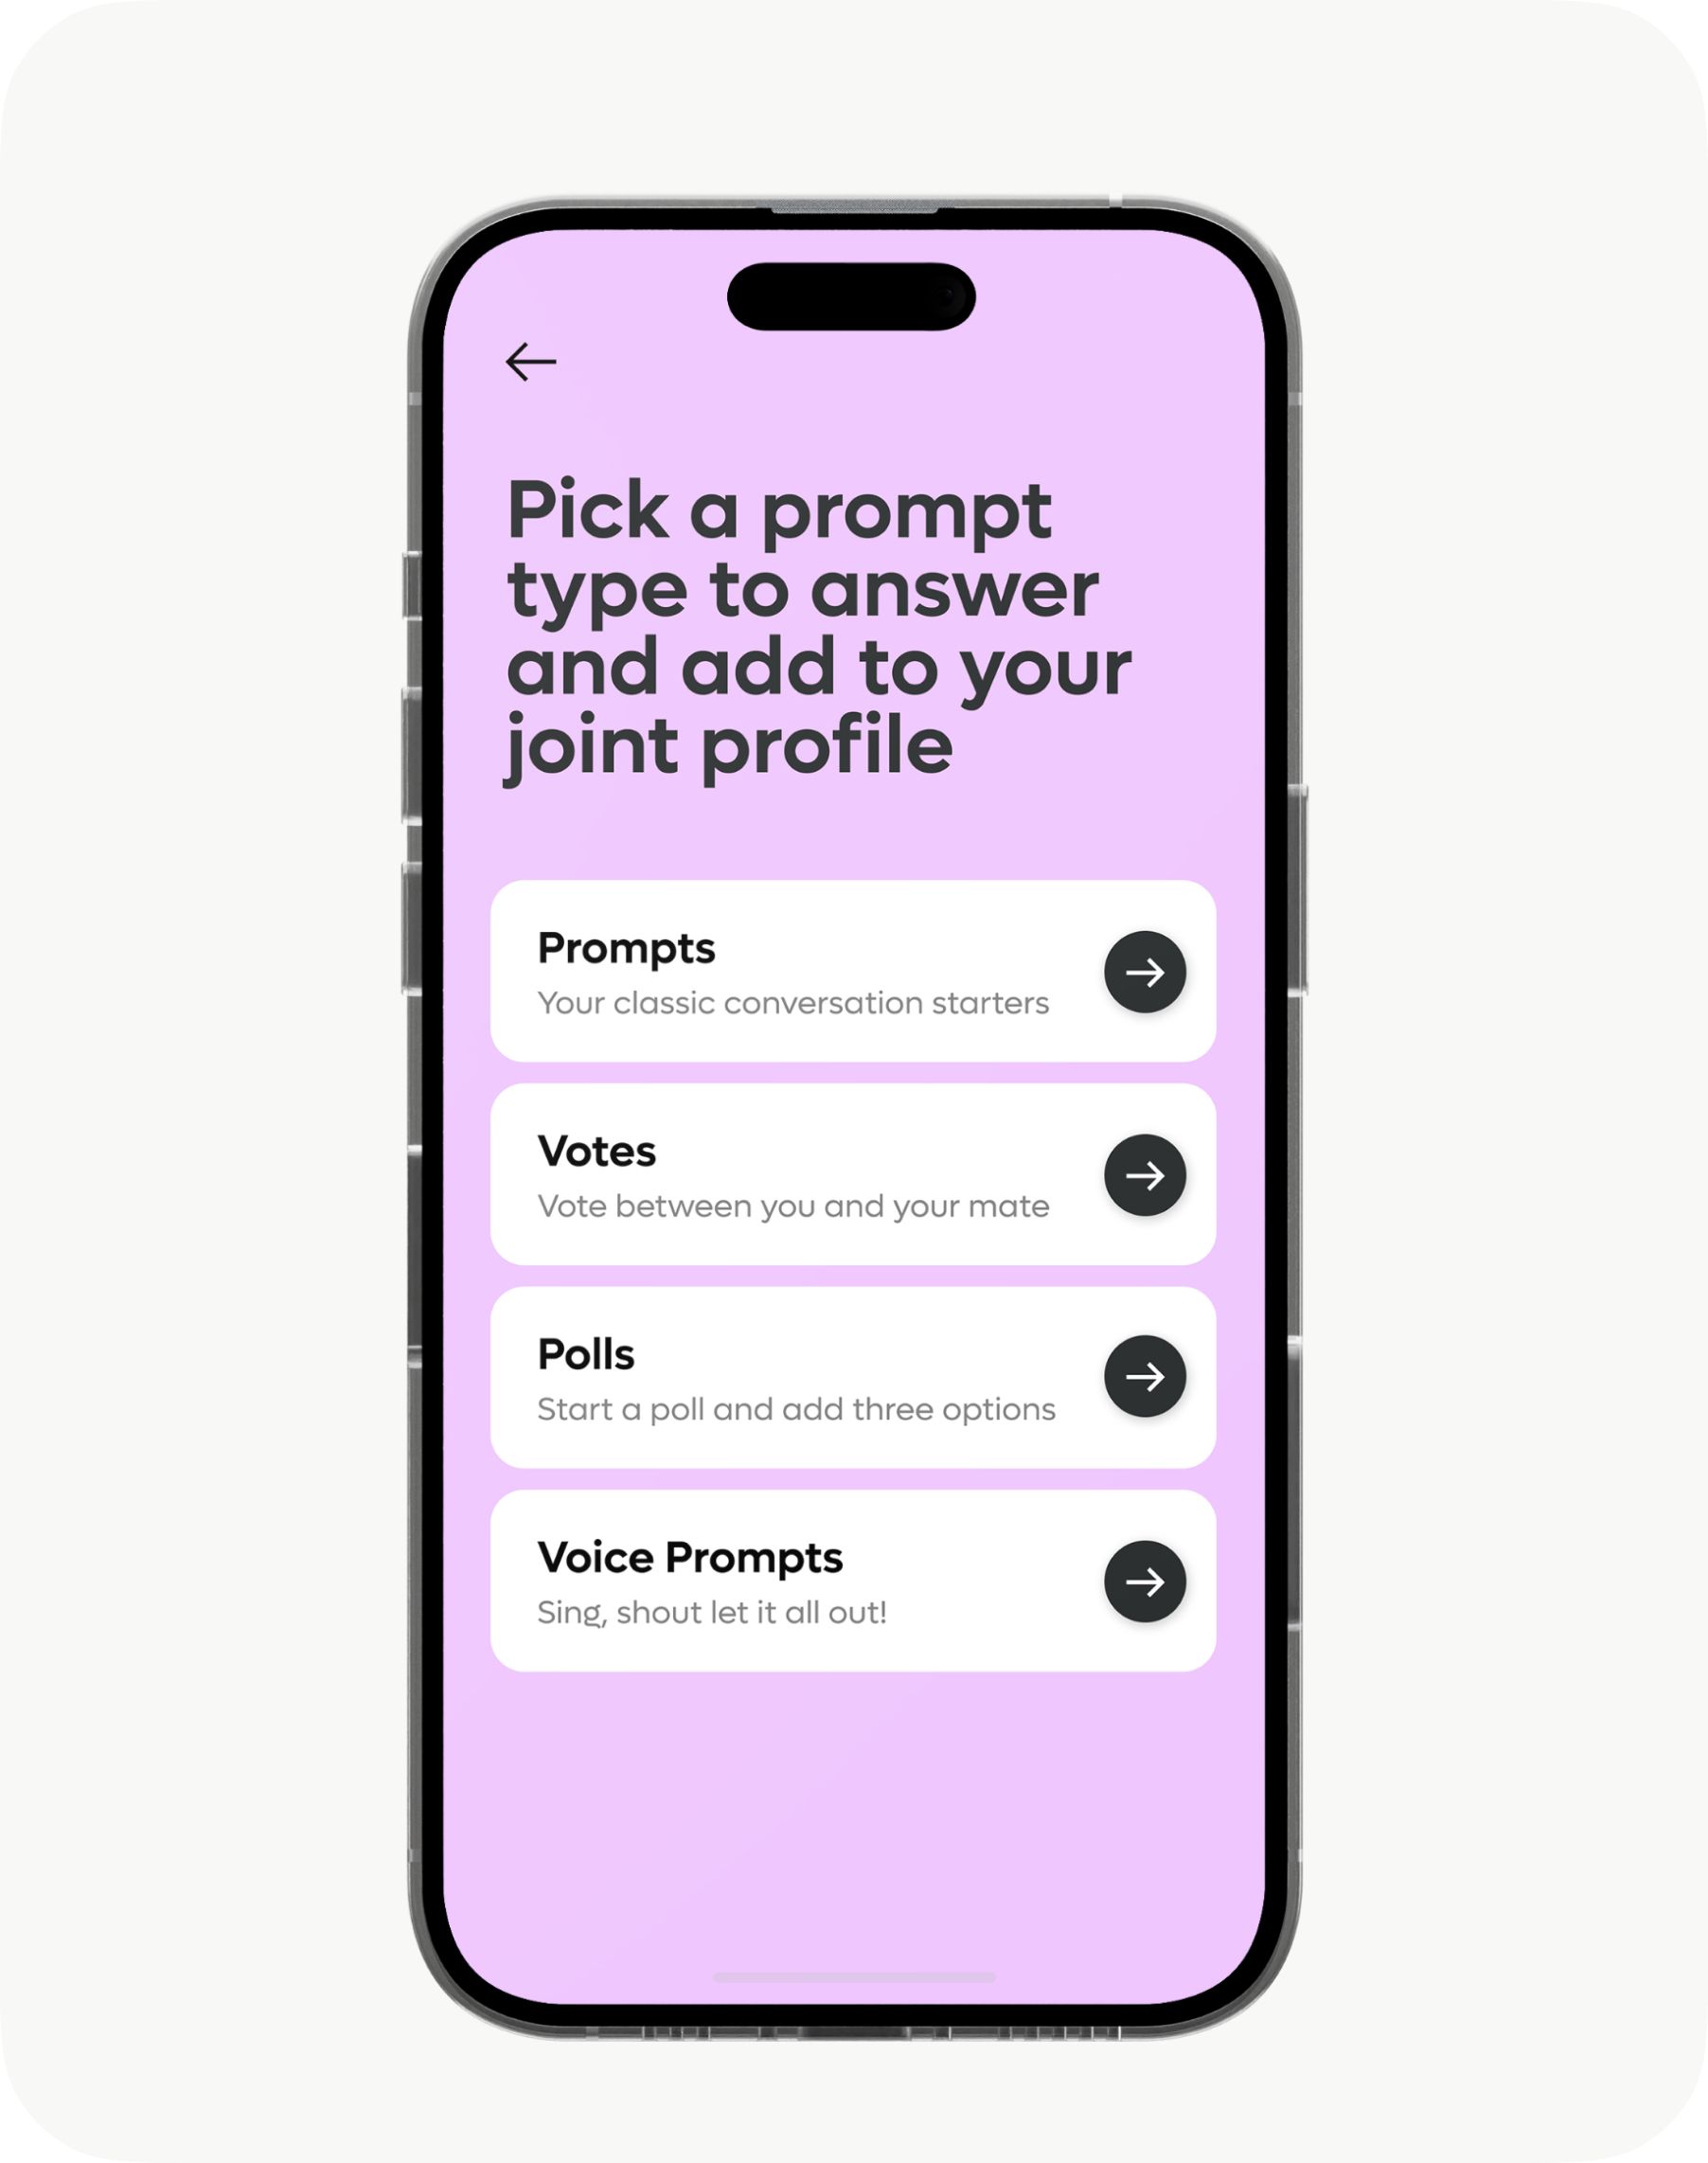 Pick a prompt
type to answer
and add to your
joint profile
Prompts
Your classic conversation starters
Votes
Vote between you and your mate
Polls
Start a poll and add three options
Voice Prompts
Sing, shout let it all out!